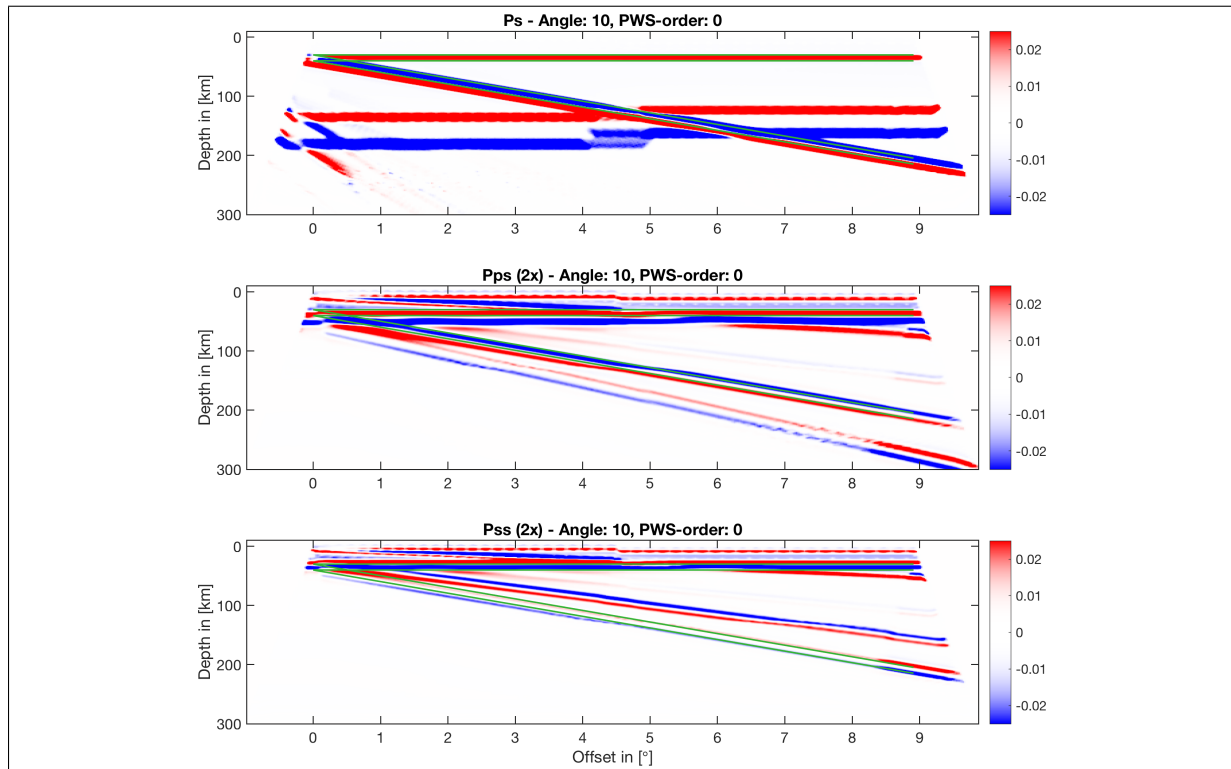 Ps - Angle: 10, PWS-order: 0
0
100
200
300
Depth in [km]
0 1 2 3 4 5 6 7 8 9
0.02
0.01
0
-0.01
-0.02
Pps (2x) - Angle: 10, PWS-order: 0
0
100
200
300
Depth in [km]
0 1 2 3 4 5 6 7 8 9
0.02
0.01
0
-0.01
-0.02
Pss (2x) - Angle: 10, PWS-order: 0
0
100
200
300
Depth in [km]
0 1 2 3 4 5 6 7 8 9
Offset in [°]
0.02
0.01
0
-0.01
-0.02